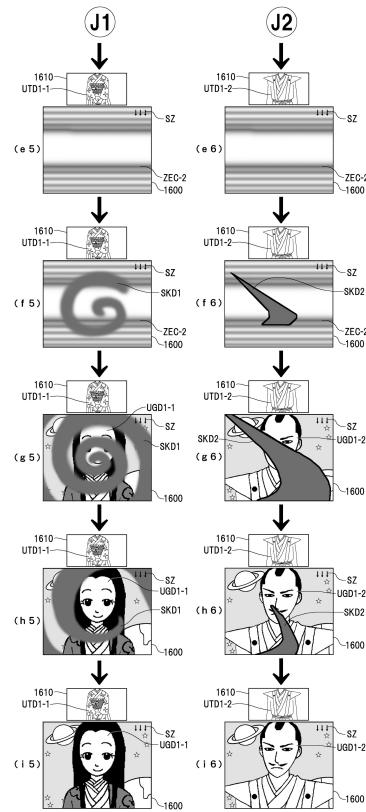 J1
1610
UTD1-1
SZ
(e5)
ZEC-2
1600
1610
UTD1-1
SZ
SKD1
(f5)
ZEC-2
1600
1610
UTD1-1
UGD1-1
SZ
SKD1
(g5)
1600
1610
UTD1-1
SZ
UGD1-1
(h5)
SKD1
1600
1610
UTD1-1
SZ
UGD1-1
(i5)
1600
J2
1610
UTD1-2
SZ
(e6)
ZEC-2
1600
1610
UTD1-2
SZ
SKD2
(f6)
ZEC-2
1600
1610
UTD1-2
SZ
SKD2
UGD1-2
(g6)
1600
1610
UTD1-2
SZ
UGD1-2
(h6)
SKD2
1600
1610
UTD1-2
SZ
UGD1-2
(i6)
1600